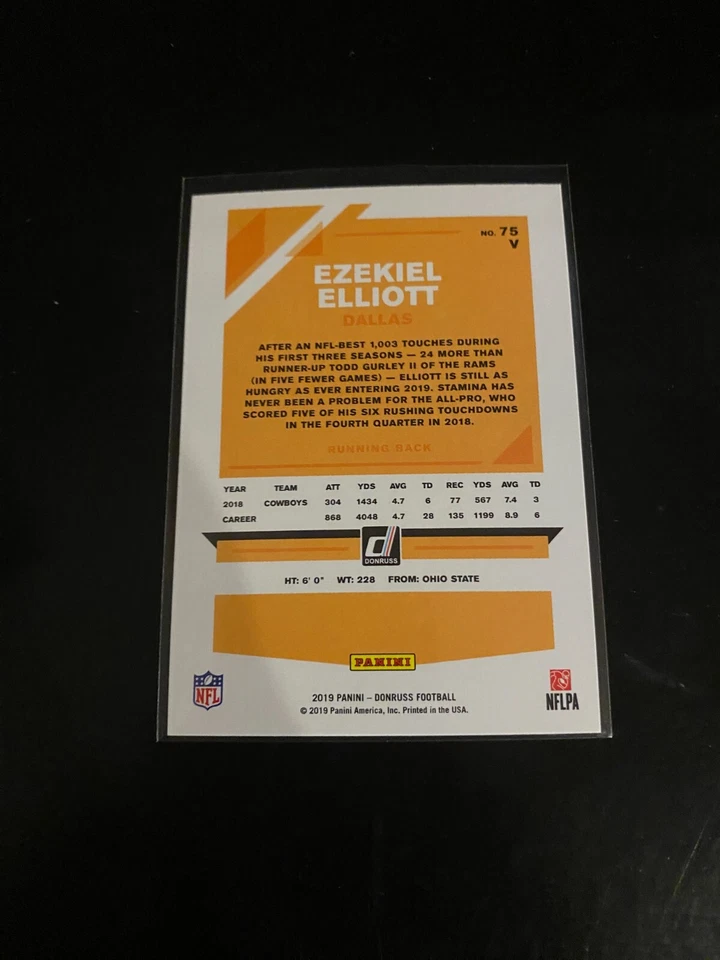 NO. 75
V
EZEKIEL
ELLIOTT
DALLAS
AFTER AN NFL-BEST 1,003 TOUCHES DURING
HIS FIRST THREE SEASONS — 24 MORE THAN
RUNNER-UP TODD GURLEY II OF THE RAMS
(IN FIVE FEWER GAMES) — ELLIOTT IS STILL AS
HUNGRY AS EVER ENTERING 2019. STAMINA HAS
NEVER BEEN A PROBLEM FOR THE ALL-PRO, WHO
SCORED FIVE OF HIS SIX RUSHING TOUCHDOWNS
IN THE FOURTH QUARTER IN 2018.
RUNNING BACK
YEAR TEAM ATT YDS AVG TD REC YDS AVG TD
2018 COWBOYS 304 1434 4.7 6 77 567 7.4 3
CAREER 868 4048 4.7 28 135 1199 8.9 6
d
DONRUSS
HT: 6' 0" WT: 228 FROM: OHIO STATE
PANINI
NFL
2019 PANINI – DONRUSS FOOTBALL
© 2019 Panini America, Inc. Printed in the USA.
NFLPA